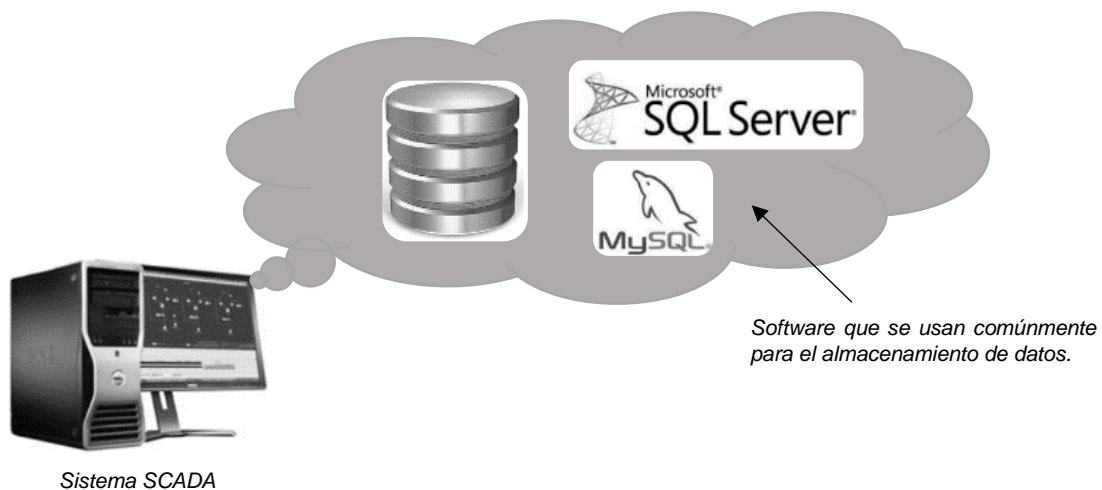 Microsoft®
SQL Server®
MySQL®
Software que se usan comúnmente
para el almacenamiento de datos.
Sistema SCADA